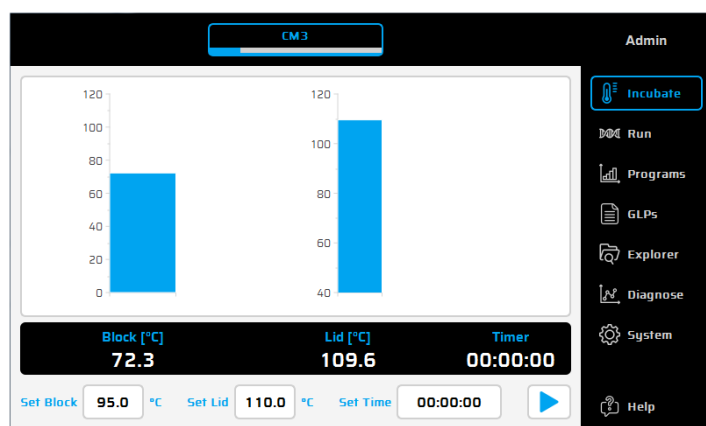 CM3
Admin
120
100
80
60
40
20
0
120
100
80
60
40
Block [°C]
72.3
Lid [°C]
109.6
Timer
00:00:00
Set Block 95.0 °C Set Lid 110.0 °C Set Time 00:00:00
Incubate
Run
Programs
GLPs
Explorer
Diagnose
System
Help